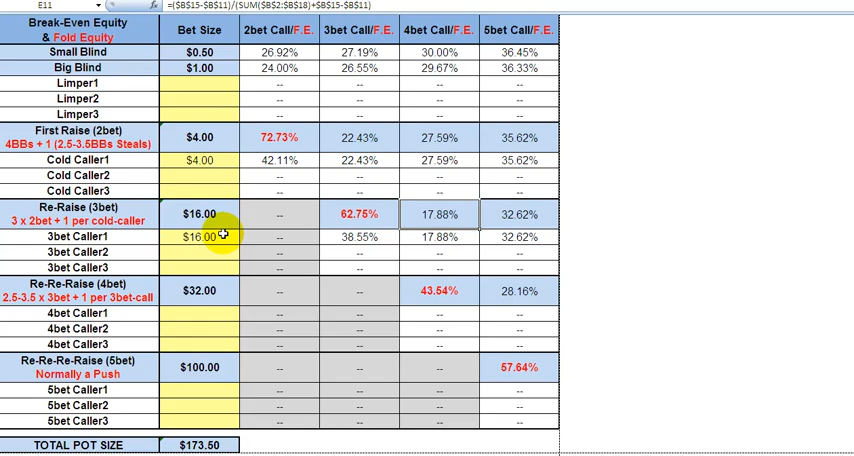 E11 fx =($B$15-$B$11)/(SUM($B$2:$B$18)+$B$15-$B$11)
Break-Even Equity & Fold Equity Bet Size 2bet Call/F.E. 3bet Call/F.E. 4bet Call/F.E. 5bet Call/F.E.
Small Blind $0.50 26.92% 27.19% 30.00% 36.45%
Big Blind $1.00 24.00% 26.55% 29.67% 36.33%
Limper1 -- -- -- --
Limper2 -- -- -- --
Limper3 -- -- -- --
First Raise (2bet) 4BBs + 1 (2.5-3.5BBs Steals) $4.00 72.73% 22.43% 27.59% 35.62%
Cold Caller1 $4.00 42.11% 22.43% 27.59% 35.62%
Cold Caller2 -- -- -- --
Cold Caller3 -- -- -- --
Re-Raise (3bet) 3 x 2bet + 1 per cold-caller $16.00 -- 62.75% 17.88% 32.62%
3bet Caller1 $16.00 -- 38.55% 17.88% 32.62%
3bet Caller2 -- -- -- --
3bet Caller3 -- -- -- --
Re-Re-Raise (4bet) 2.5-3.5 x 3bet + 1 per 3bet-call $32.00 -- -- 43.54% 28.16%
4bet Caller1 -- -- -- --
4bet Caller2 -- -- -- --
4bet Caller3 -- -- -- --
Re-Re-Re-Raise (5bet) Normally a Push $100.00 -- -- -- 57.64%
5bet Caller1 -- -- -- --
5bet Caller2 -- -- -- --
5bet Caller3 -- -- -- --
TOTAL POT SIZE $173.50